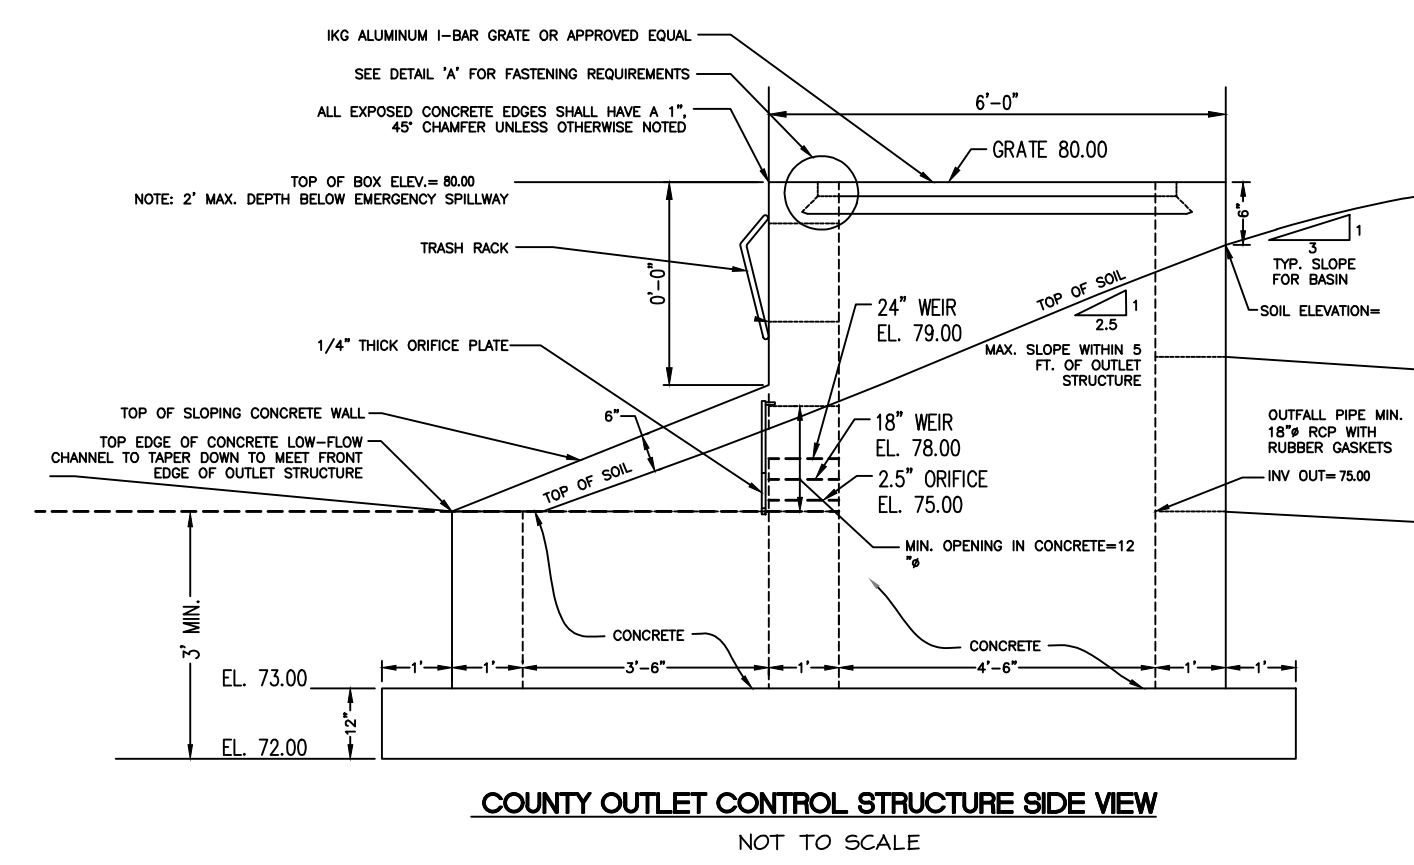 IKG ALUMINUM I-BAR GRATE OR APPROVED EQUAL
SEE DETAIL 'A' FOR FASTENING REQUIREMENTS
ALL EXPOSED CONCRETE EDGES SHALL HAVE A 1",
45° CHAMFER UNLESS OTHERWISE NOTED
6'-0"
GRATE 80.00
TOP OF BOX ELEV.= 80.00
NOTE: 2' MAX. DEPTH BELOW EMERGENCY SPILLWAY
6"
1
3
TYP. SLOPE
FOR BASIN
TRASH RACK
0'-0"
TOP OF SOIL
1
2.5
SOIL ELEVATION=
24" WEIR
EL. 79.00
1/4" THICK ORIFICE PLATE
MAX. SLOPE WITHIN 5
FT. OF OUTLET
STRUCTURE
TOP OF SLOPING CONCRETE WALL
6"
18" WEIR
EL. 78.00
OUTFALL PIPE MIN.
18"ø RCP WITH
RUBBER GASKETS
TOP EDGE OF CONCRETE LOW-FLOW
CHANNEL TO TAPER DOWN TO MEET FRONT
EDGE OF OUTLET STRUCTURE
TOP OF SOIL
2.5" ORIFICE
EL. 75.00
INV OUT= 75.00
MIN. OPENING IN CONCRETE=12
"ø
3' MIN.
CONCRETE
CONCRETE
1'
1'
3'-6"
1'
4'-6"
1'
1'
EL. 73.00
12"
EL. 72.00
COUNTY OUTLET CONTROL STRUCTURE SIDE VIEW
NOT TO SCALE